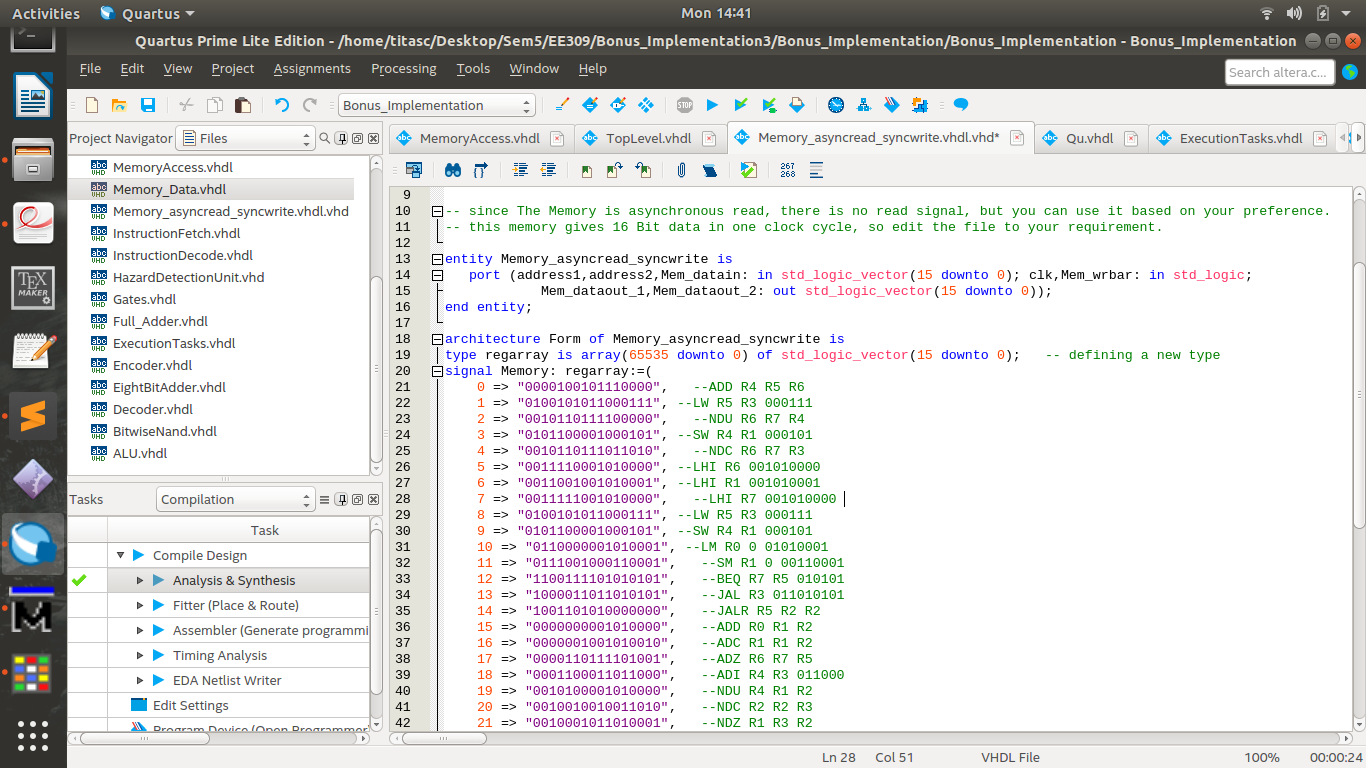 Activities Quartus Mon 14:41
Quartus Prime Lite Edition - /home/titasc/Desktop/Sem5/EE309/Bonus_Implementation3/Bonus_Implementation/Bonus_Implementation - Bonus_Implementation
File Edit View Project Assignments Processing Tools Window Help Search altera.c...
Bonus_Implementation STOP
Project Navigator Files MemoryAccess.vhdl TopLevel.vhdl Memory_asyncread_syncwrite.vhdl.vhd* Qu.vhdl ExecutionTasks.vhdl
267
268
MemoryAccess.vhdl
Memory_Data.vhdl
Memory_asyncread_syncwrite.vhdl.vhd
InstructionFetch.vhdl
InstructionDecode.vhdl
HazardDetectionUnit.vhd
Gates.vhdl
Full_Adder.vhdl
ExecutionTasks.vhdl
Encoder.vhdl
EightBitAdder.vhdl
Decoder.vhdl
BitwiseNand.vhdl
ALU.vhdl
Tasks Compilation
Task
Compile Design
Analysis & Synthesis
Fitter (Place & Route)
Assembler (Generate programmi
Timing Analysis
EDA Netlist Writer
Edit Settings
Program Device (Open Programmer)
9
10 -- since The Memory is asynchronous read, there is no read signal, but you can use it based on your preference.
11 -- this memory gives 16 Bit data in one clock cycle, so edit the file to your requirement.
12
13 entity Memory_asyncread_syncwrite is
14 port (address1,address2,Mem_datain: in std_logic_vector(15 downto 0); clk,Mem_wrbar: in std_logic;
15 Mem_dataout_1,Mem_dataout_2: out std_logic_vector(15 downto 0));
16 end entity;
17
18 architecture Form of Memory_asyncread_syncwrite is
19 type regarray is array(65535 downto 0) of std_logic_vector(15 downto 0); -- defining a new type
20 signal Memory: regarray:=(
21 0 => "0000100101110000", --ADD R4 R5 R6
22 1 => "0100101011000111", --LW R5 R3 000111
23 2 => "0010110111100000", --NDU R6 R7 R4
24 3 => "0101100001000101", --SW R4 R1 000101
25 4 => "0010110111011010", --NDC R6 R7 R3
26 5 => "0011110001010000", --LHI R6 001010000
27 6 => "0011001001010001", --LHI R1 001010001
28 7 => "0011111001010000", --LHI R7 001010000
29 8 => "0100101011000111", --LW R5 R3 000111
30 9 => "0101100001000101", --SW R4 R1 000101
31 10 => "0110000001010001", --LM R0 0 01010001
32 11 => "0111001000110001", --SM R1 0 00110001
33 12 => "1100111101010101", --BEQ R7 R5 010101
34 13 => "1000011011010101", --JAL R3 011010101
35 14 => "1001101010000000", --JALR R5 R2 R2
36 15 => "0000000001010000", --ADD R0 R1 R2
37 16 => "0000001001010010", --ADC R1 R1 R2
38 17 => "0000110111101001", --ADZ R6 R7 R5
39 18 => "0001100011011000", --ADI R4 R3 011000
40 19 => "0010100001010000", --NDU R4 R1 R2
41 20 => "0010010010011010", --NDC R2 R2 R3
42 21 => "0010001011010001", --NDZ R1 R3 R2
Ln 28 Col 51 VHDL File 100% 00:00:24